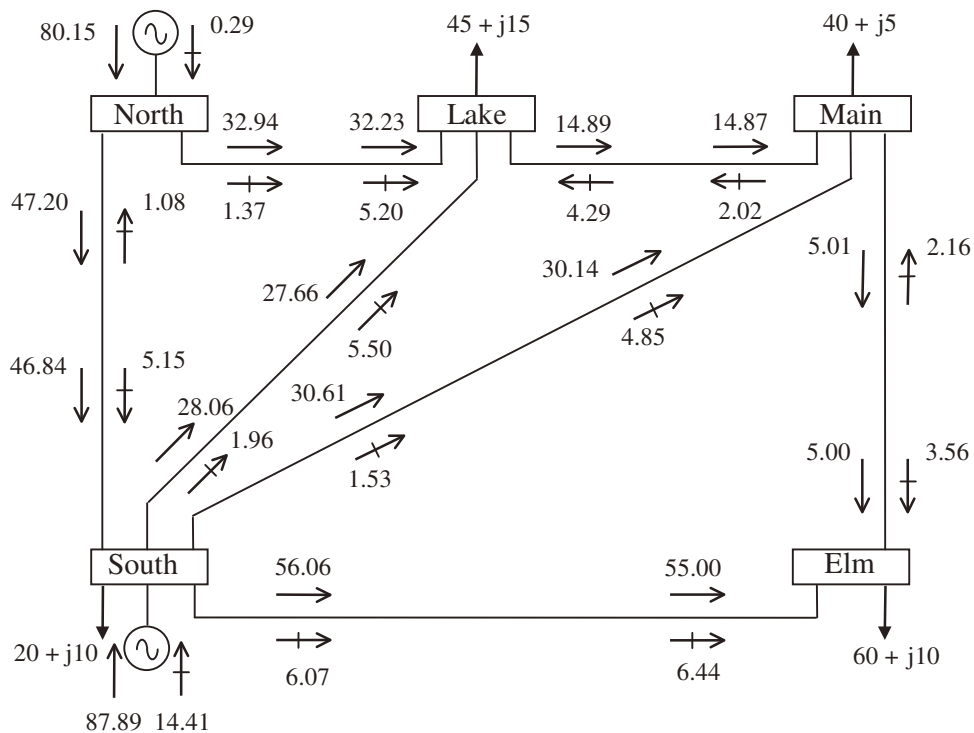 80.15 0.29 45 + j15 40 + j5
North Lake Main
32.94 32.23 14.89 14.87
1.37 5.20 4.29 2.02
47.20 1.08
5.01 2.16
30.14
27.66
4.85
5.50
46.84 5.15
30.61
28.06
1.96
5.00 3.56
1.53
South Elm
56.06 55.00
20 + j10 60 + j10
6.07 6.44
87.89 14.41